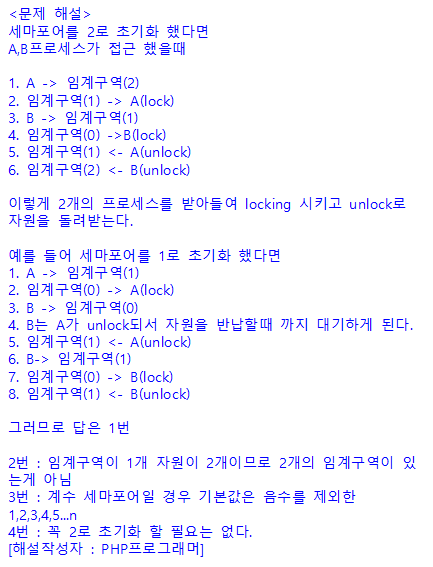 <문제 해설>
세마포어를 2로 초기화 했다면
A,B프로세스가 접근 했을때
1. A -> 임계구역(2)
2. 임계구역(1) -> A(lock)
3. B -> 임계구역(1)
4. 임계구역(0) ->B(lock)
5. 임계구역(1) <- A(unlock)
6. 임계구역(2) <- B(unlock)
이렇게 2개의 프로세스를 받아들여 locking 시키고 unlock로
자원을 돌려받는다.
예를 들어 세마포어를 1로 초기화 했다면
1. A -> 임계구역(1)
2. 임계구역(0) -> A(lock)
3. B -> 임계구역(0)
4. B는 A가 unlock되서 자원을 반납할때 까지 대기하게 된다.
5. 임계구역(1) <- A(unlock)
6. B-> 임계구역(1)
7. 임계구역(0) -> B(lock)
8. 임계구역(1) <- B(unlock)
그러므로 답은 1번
2번 : 임계구역이 1개 자원이 2개이므로 2개의 임계구역이 있
는게 아님
3번 : 계수 세마포어일 경우 기본값은 음수를 제외한
1,2,3,4,5...n
4번 : 꼭 2로 초기화 할 필요는 없다.
[해설작성자 : PHP프로그래머]